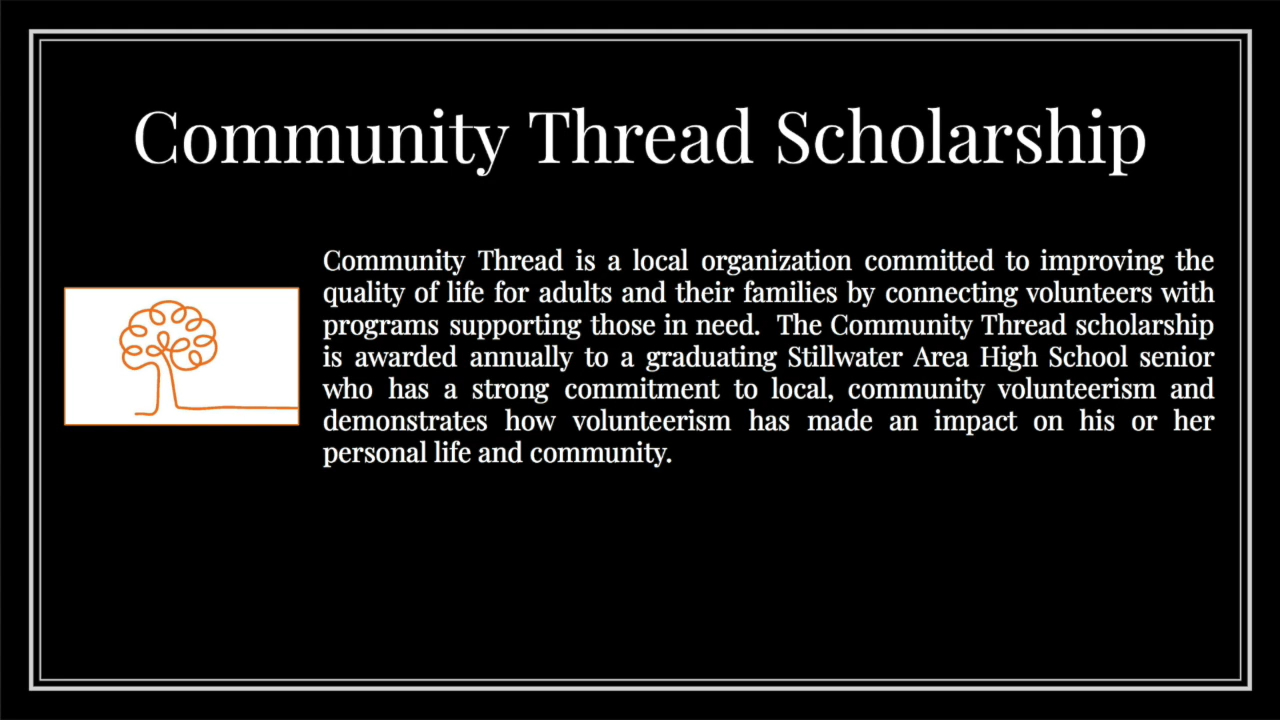 Community Thread Scholarship
Community Thread is a local organization committed to improving the
quality of life for adults and their families by connecting volunteers with
programs supporting those in need.  The Community Thread scholarship
is awarded annually to a graduating Stillwater Area High School senior
who has a strong commitment to local, community volunteerism and
demonstrates how volunteerism has made an impact on his or her
personal life and community.